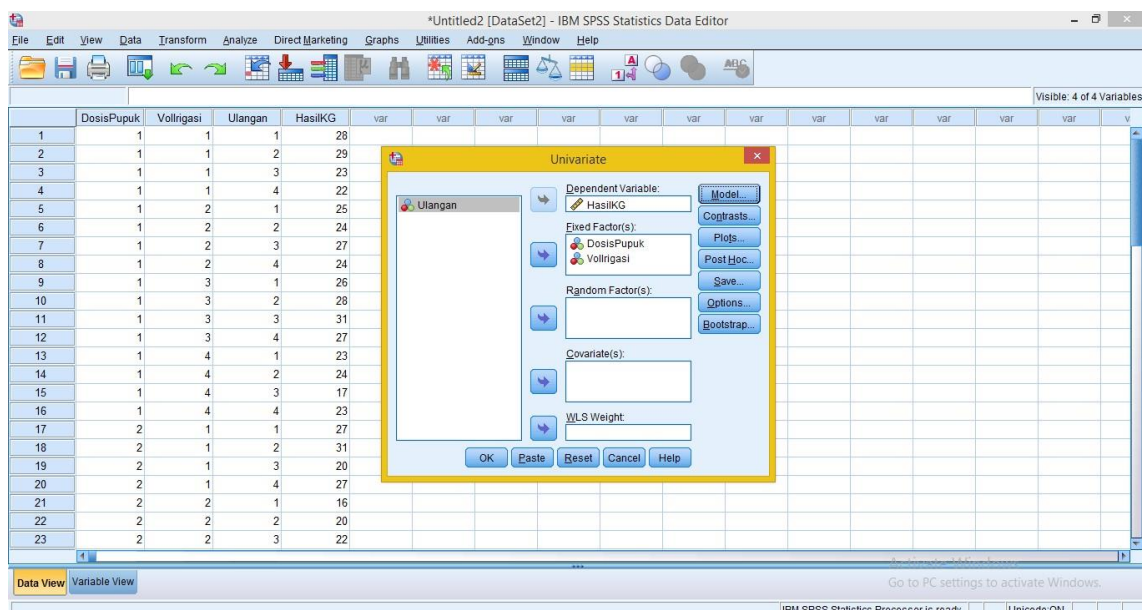 *Untitled2 [DataSet2] - IBM SPSS Statistics Data Editor
File Edit View Data Transform Analyze Direct Marketing Graphs Utilities Add-ons Window Help
Visible: 4 of 4 Variables
DosisPupuk VolIrigasi Ulangan HasilKG var var var var var var var var var var var v
1 1 1 1 28
2 1 1 2 29
3 1 1 3 23
4 1 1 4 22
5 1 2 1 25
6 1 2 2 24
7 1 2 3 27
8 1 2 4 24
9 1 3 1 26
10 1 3 2 28
11 1 3 3 31
12 1 3 4 27
13 1 4 1 23
14 1 4 2 24
15 1 4 3 17
16 1 4 4 23
17 2 1 1 27
18 2 1 2 31
19 2 1 3 20
20 2 1 4 27
21 2 2 1 16
22 2 2 2 20
23 2 2 3 22
Univariate
Ulangan
Dependent Variable:
HasilKG
Fixed Factor(s):
DosisPupuk
VolIrigasi
Random Factor(s):
Covariate(s):
WLS Weight:
Model...
Contrasts...
Plots...
Post Hoc...
Save...
Options...
Bootstrap...
OK Paste Reset Cancel Help
Activate Windows
Go to PC settings to activate Windows.
Data View Variable View
IBM SPSS Statistics Processor is ready Unicode:ON